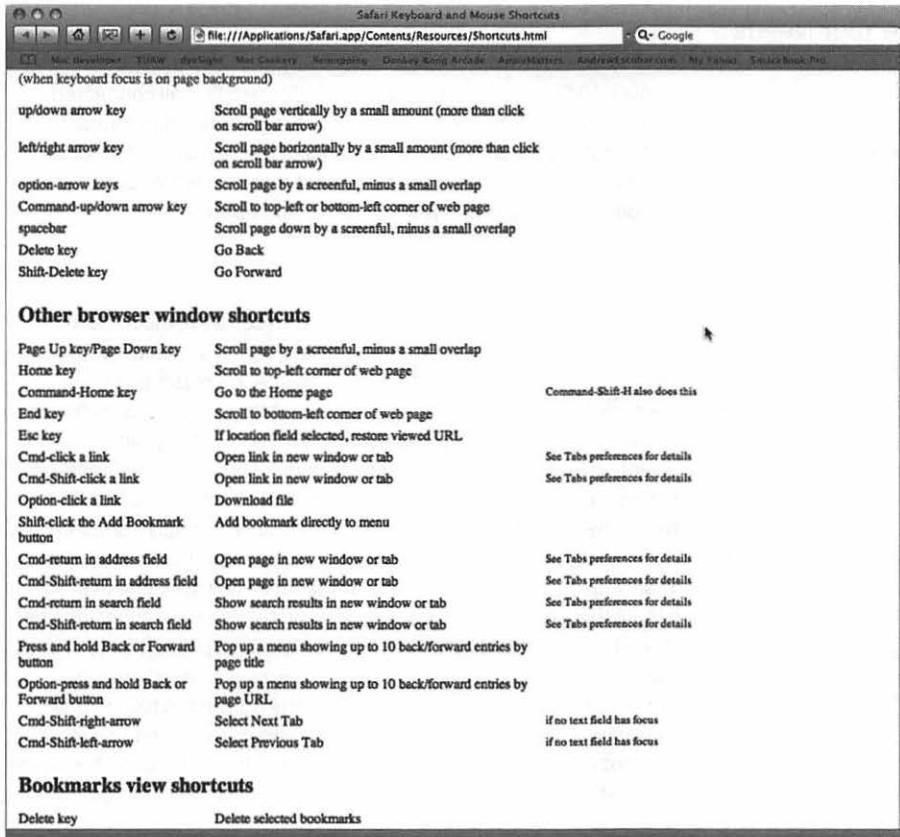 Safari Keyboard and Mouse Shortcuts
file:///Applications/Safari.app/Contents/Resources/Shortcuts.html
Google
Mac developer TUAW Mac Geekery Donkey Kong Arcade AppleMatters AndrewEscobar.com My Yahoo
(when keyboard focus is on page background)
up/down arrow key Scroll page vertically by a small amount (more than click
on scroll bar arrow)
left/right arrow key Scroll page horizontally by a small amount (more than click
on scroll bar arrow)
option-arrow keys Scroll page by a screenful, minus a small overlap
Command-up/down arrow key Scroll to top-left or bottom-left corner of web page
spacebar Scroll page down by a screenful, minus a small overlap
Delete key Go Back
Shift-Delete key Go Forward
Other browser window shortcuts
Page Up key/Page Down key Scroll page by a screenful, minus a small overlap
Home key Scroll to top-left corner of web page
Command-Home key Go to the Home page Command-Shift-H also does this
End key Scroll to bottom-left corner of web page
Esc key If location field selected, restore viewed URL
Cmd-click a link Open link in new window or tab See Tabs preferences for details
Cmd-Shift-click a link Open link in new window or tab See Tabs preferences for details
Option-click a link Download file
Shift-click the Add Bookmark Add bookmark directly to menu
button
Cmd-return in address field Open page in new window or tab See Tabs preferences for details
Cmd-Shift-return in address field Open page in new window or tab See Tabs preferences for details
Cmd-return in search field Show search results in new window or tab See Tabs preferences for details
Cmd-Shift-return in search field Show search results in new window or tab See Tabs preferences for details
Press and hold Back or Forward Pop up a menu showing up to 10 back/forward entries by
button page title
Option-press and hold Back or Pop up a menu showing up to 10 back/forward entries by
Forward button page URL
Cmd-Shift-right-arrow Select Next Tab if no text field has focus
Cmd-Shift-left-arrow Select Previous Tab if no text field has focus
Bookmarks view shortcuts
Delete key Delete selected bookmarks